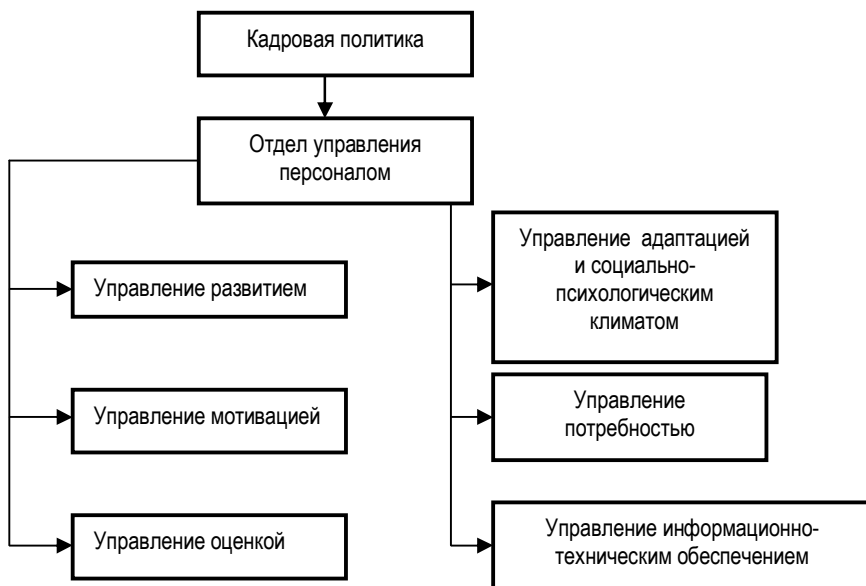 Кадровая политика
Отдел управления
персоналом
Управление развитием
Управление мотивацией
Управление оценкой
Управление адаптацией
и социально-
психологическим
климатом
Управление
потребностью
Управление информационно-
техническим обеспечением